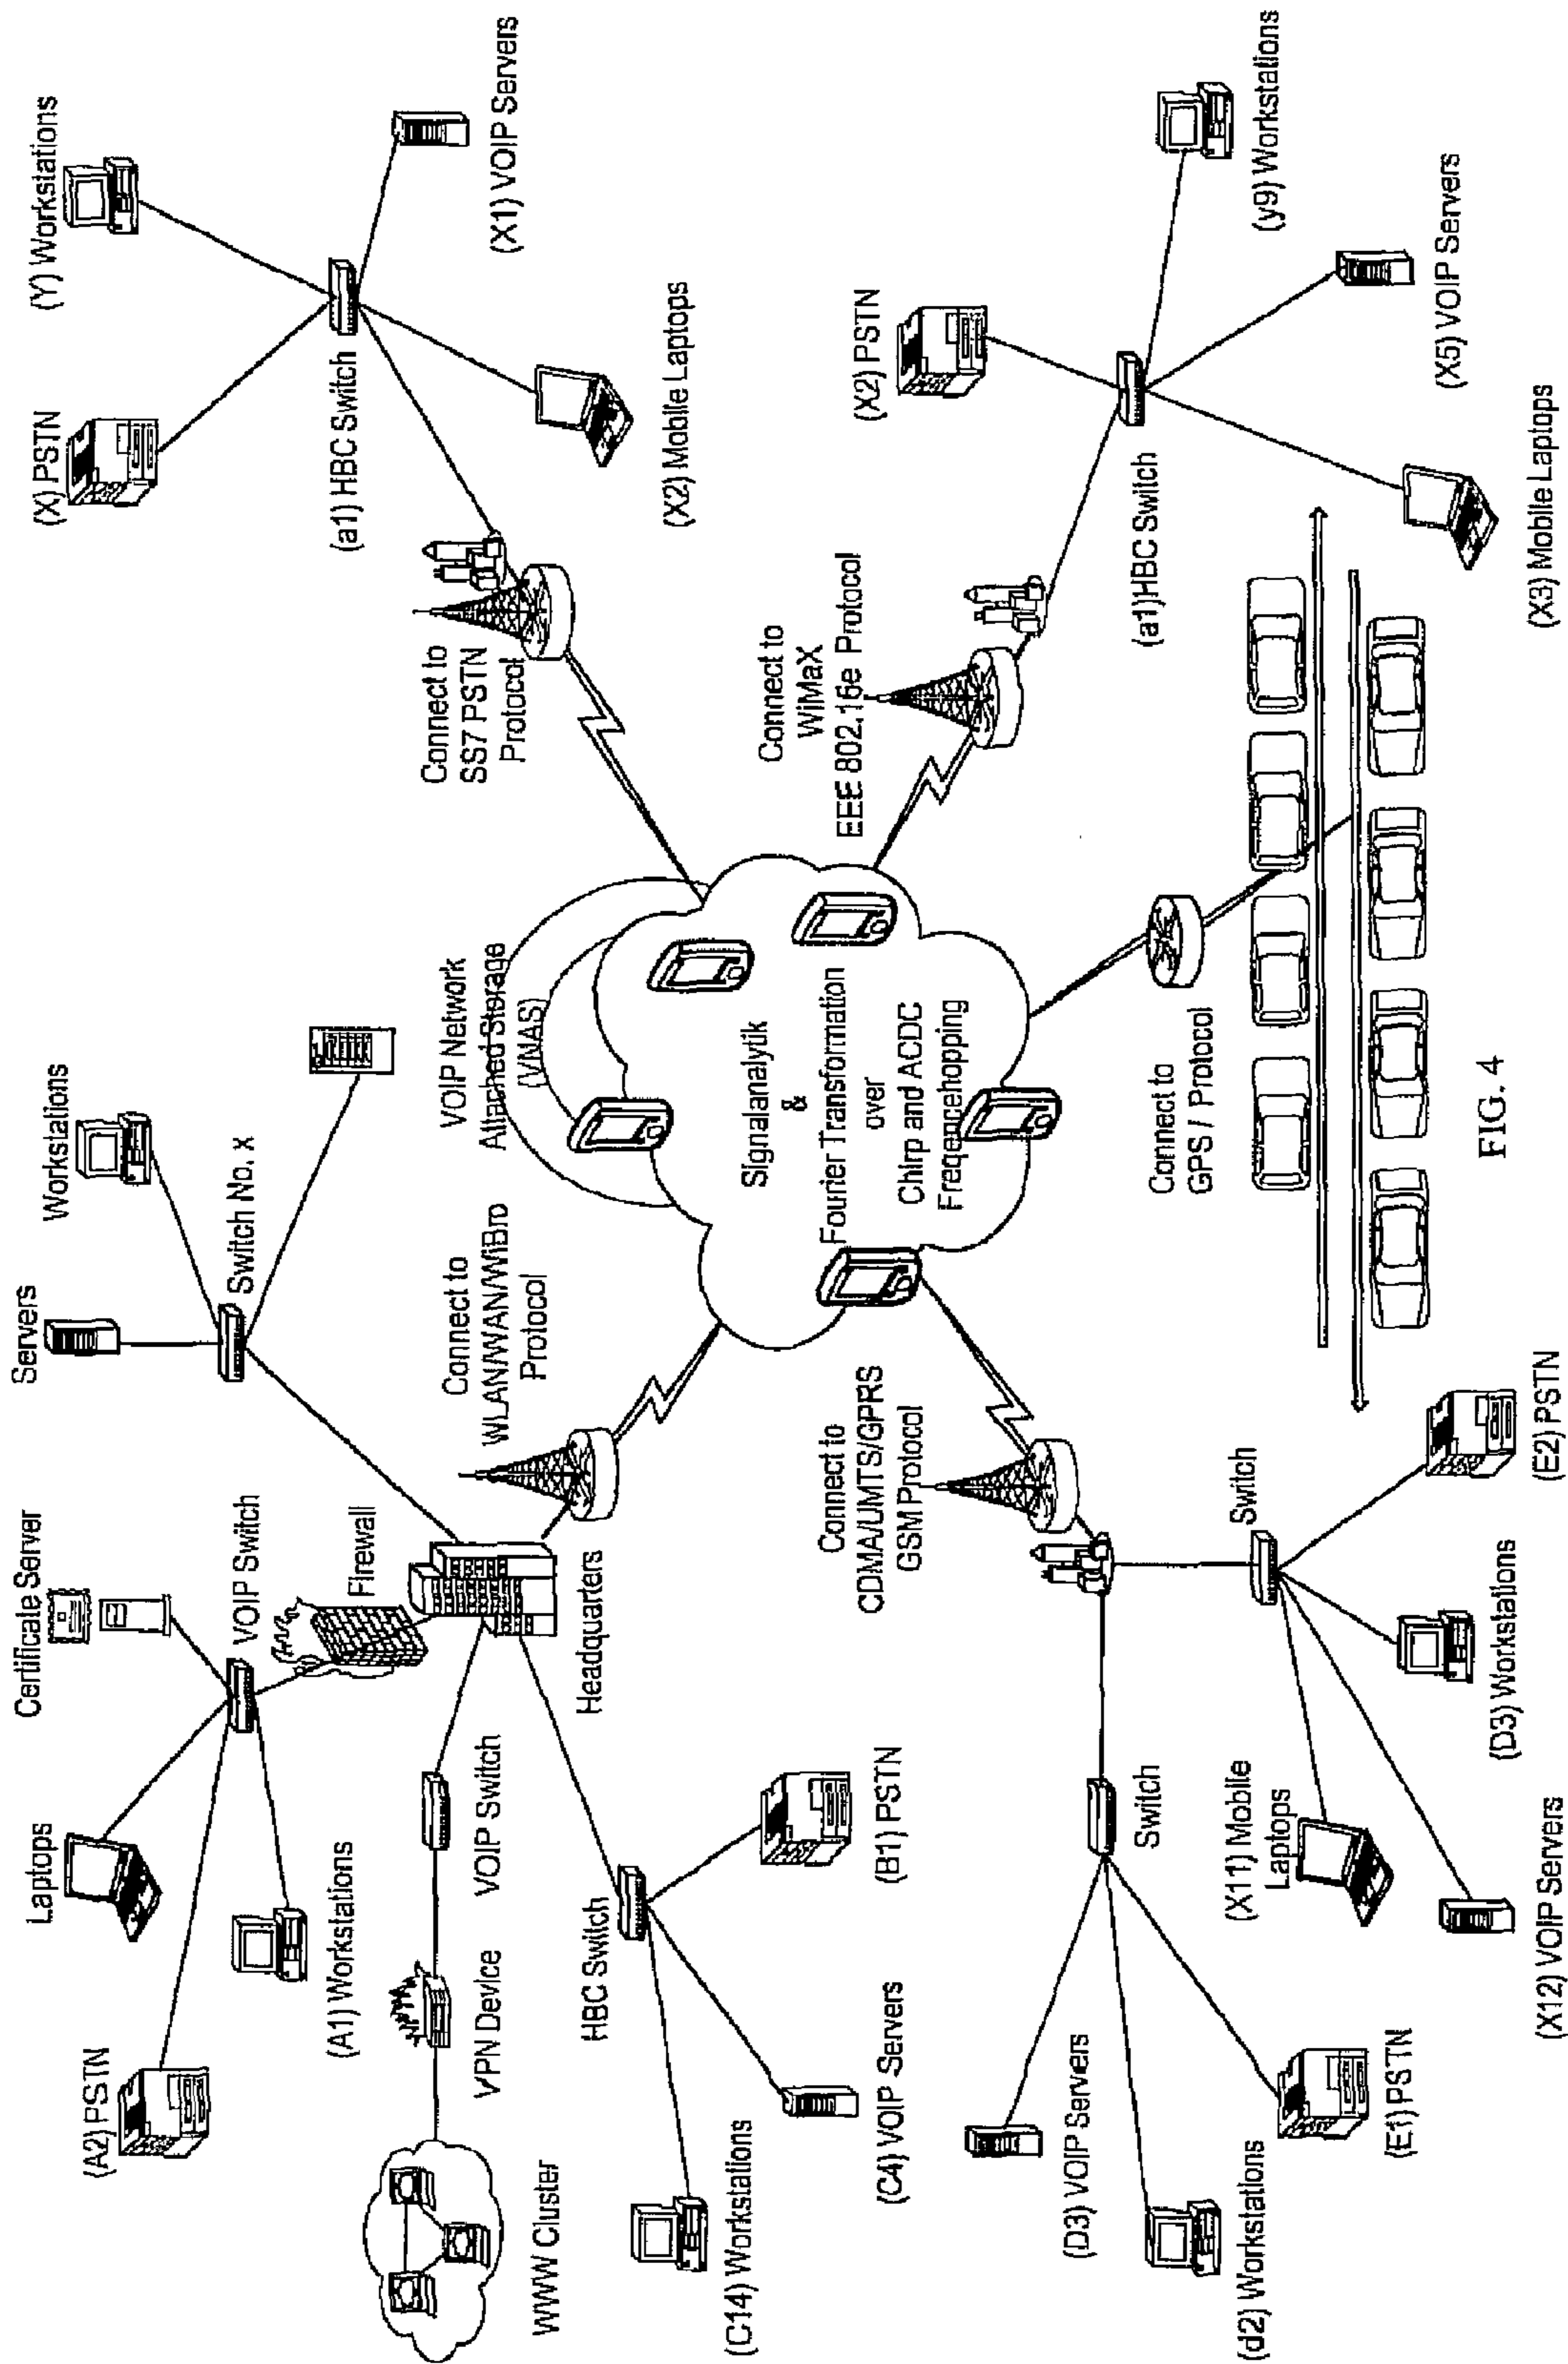 Servers
Workstations
Switch No. x
Certificate Server
VOIP Switch
Firewall
Laptops
(A2) PSTN
(A1) Workstations
VPN Device
VOIP Switch
Headquarters
WWW Cluster
HBC Switch
(B1) PSTN
(C14) Workstations
(C4) VOIP Servers
Connect to
WLAN/WAN/WiBro
Protocol
VOIP Network
Attached Storage
(VNAS)
Signalanalytik
&
Fourier Transformation
over
Chirp and ACDC
Freqencehopping
Connect to
SS7 PSTN
Protocol
(X) PSTN
(Y) Workstations
(a1) HBC Switch
(X1) VOIP Servers
(X2) Mobile Laptops
Connect to
WiMaX
EEE 802.16e Protocol
(X2) PSTN
(a1)HBC Switch
(y9) Workstations
(X5) VOIP Servers
(X3) Mobile Laptops
Connect to
GPS / Protocol
Connect to
CDMA/UMTS/GPRS
GSM Protocol
Switch
(D3) VOIP Servers
(d2) Workstations
(E1) PSTN
Switch
(E2) PSTN
(D3) Workstations
(X11) Mobile
Laptops
(X12) VOIP Servers
FIG. 4